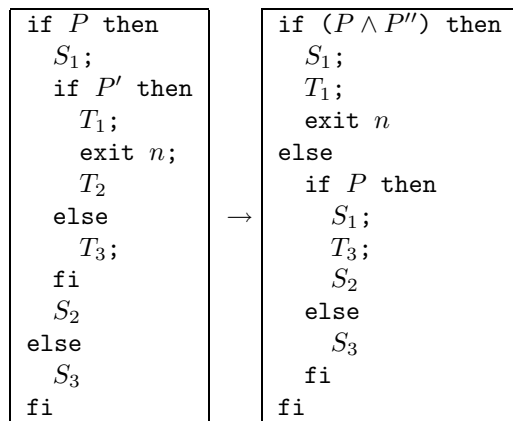 if P then
S₁;
if P′ then
T₁;
exit n;
T₂
else
T₃;
fi
S₂
else
S₃
fi
→
if (P ∧ P″) then
S₁;
T₁;
exit n
else
if P then
S₁;
T₃;
S₂
else
S₃
fi
fi